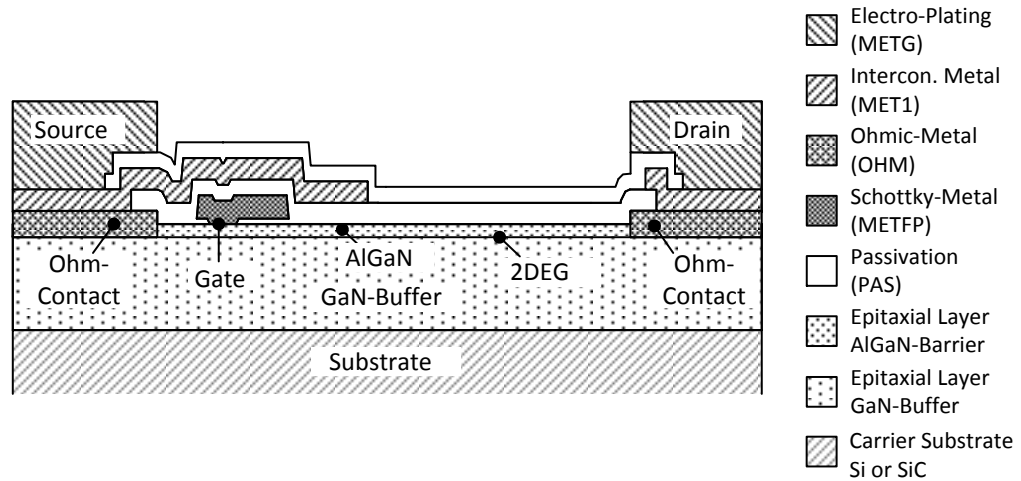 Source
Drain
Ohm-
Contact
Gate
AlGaN
GaN-Buffer
2DEG
Ohm-
Contact
Substrate
Electro-Plating
(METG)
Intercon. Metal
(MET1)
Ohmic-Metal
(OHM)
Schottky-Metal
(METFP)
Passivation
(PAS)
Epitaxial Layer
AlGaN-Barrier
Epitaxial Layer
GaN-Buffer
Carrier Substrate
Si or SiC